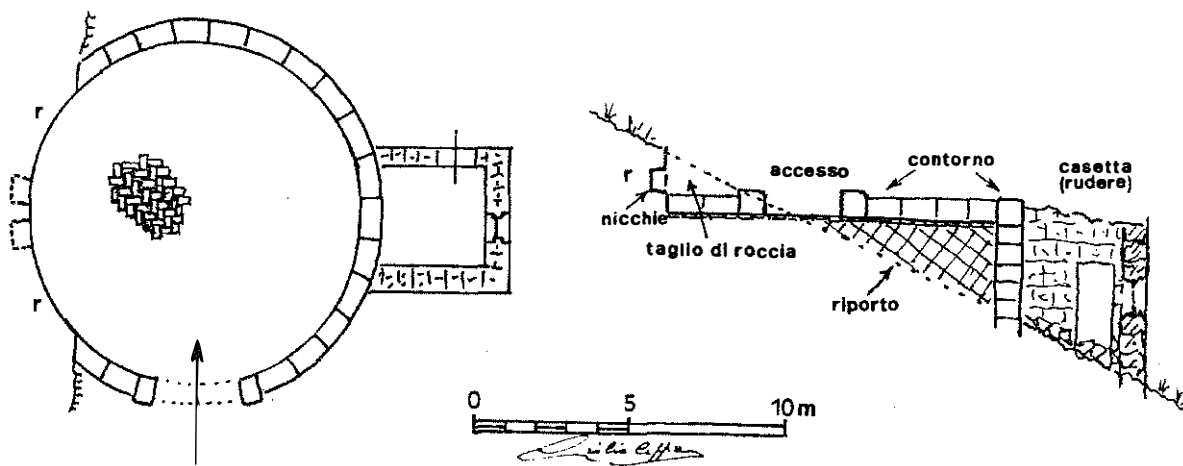 r
r
r
nicchie
taglio di roccia
accesso
contorno
riporto
casetta
(rudere)
0 5 10 m